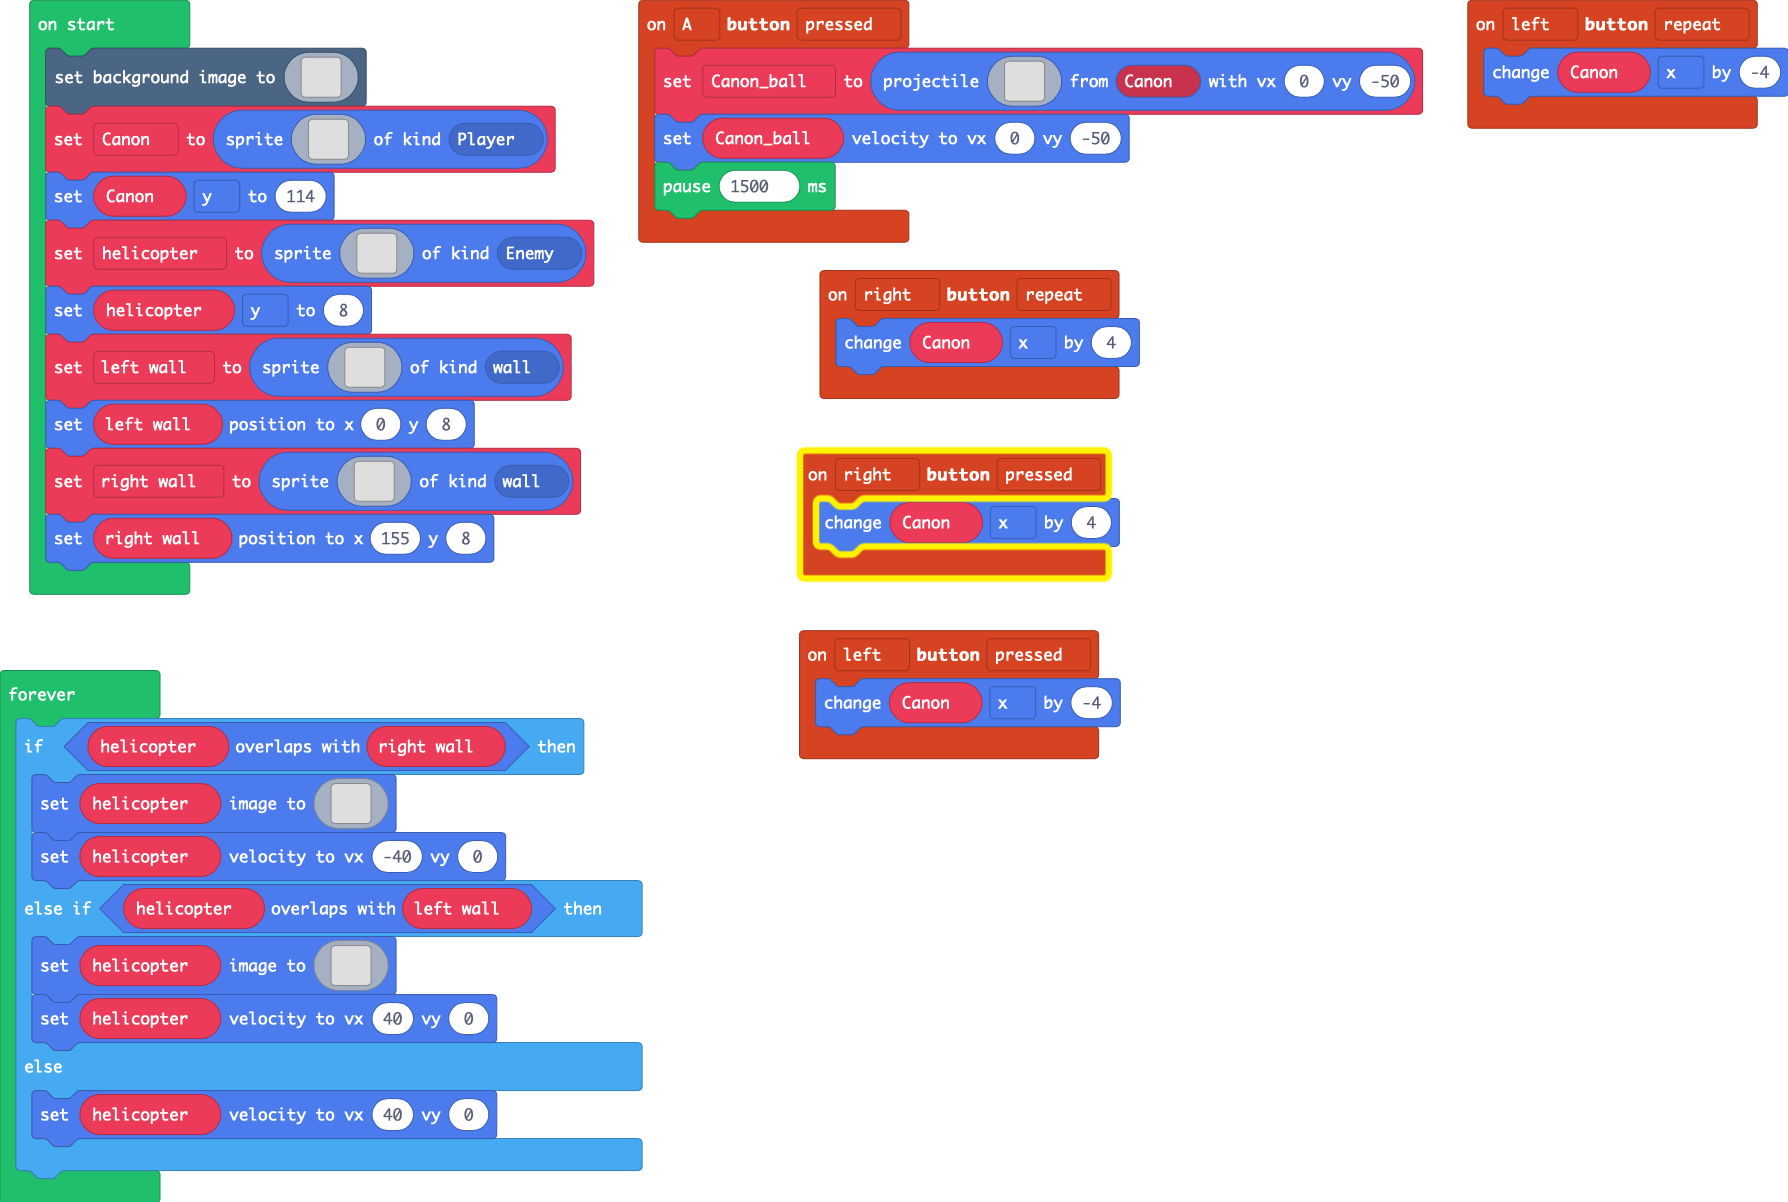 on start
set background image to
set Canon to sprite of kind Player
set Canon y to 114
set helicopter to sprite of kind Enemy
set helicopter y to 8
set left wall to sprite of kind wall
set left wall position to x 0 y 8
set right wall to sprite of kind wall
set right wall position to x 155 y 8
forever
if helicopter overlaps with right wall then
set helicopter image to
set helicopter velocity to vx -40 vy 0
else if helicopter overlaps with left wall then
set helicopter image to
set helicopter velocity to vx 40 vy 0
else
set helicopter velocity to vx 40 vy 0
on A button pressed
set Canon_ball to projectile from Canon with vx 0 vy -50
set Canon_ball velocity to vx 0 vy -50
pause 1500 ms
on right button repeat
change Canon x by 4
on right button pressed
change Canon x by 4
on left button pressed
change Canon x by -4
on left button repeat
change Canon x by -4